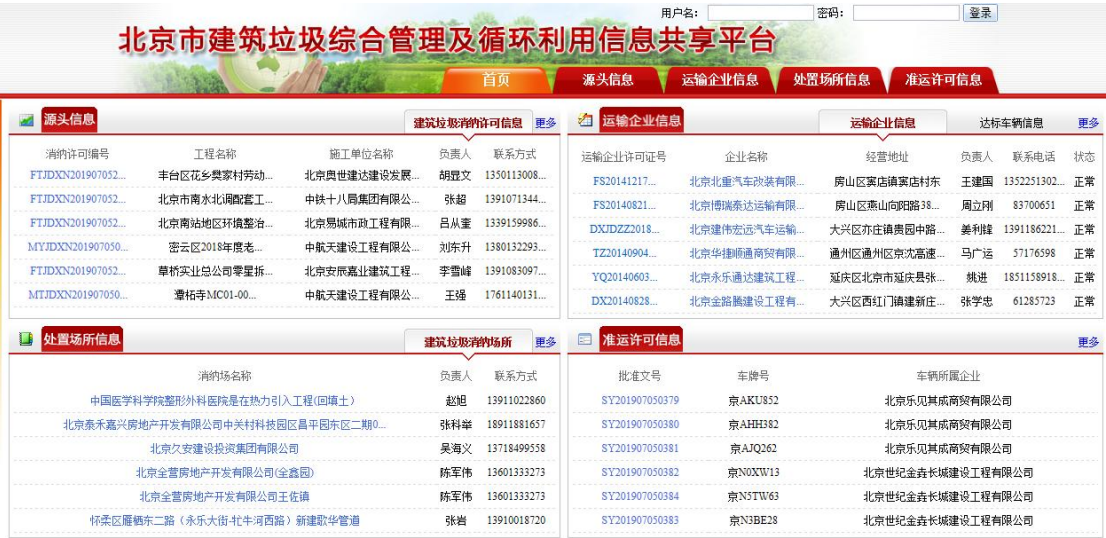 用户名： 密码： 登录
北京市建筑垃圾综合管理及循环利用信息共享平台
首页 源头信息 运输企业信息 处置场所信息 准运许可信息
源头信息 建筑垃圾消纳许可信息 更多
消纳许可编号 工程名称 施工单位名称 负责人 联系方式
FTJDXN201907052... 丰台区花乡樊家村劳动... 北京奥世建达建设发展... 胡显文 1350113008...
FTJDXN201907052... 北京市南水北调配套工... 中铁十八局集团有限公... 张超 1391071344...
FTJDXN201907052... 北京南站地区环境整治... 北京易城市政工程有限... 吕从奎 1339159986...
MYJDXN201907050... 密云区2018年度老... 中航天建设工程有限公... 刘东升 1380132293...
FTJDXN201907052... 草桥实业总公司零星拆... 北京安辰嘉业建筑工程... 李雪峰 1391083097...
MTJDXN201907050... 潭柘寺MC01-00... 中航天建设工程有限公... 王强 1761140131...
运输企业信息 运输企业信息 达标车辆信息 更多
运输企业许可证号 企业名称 经营地址 负责人 联系电话 状态
FS20141217... 北京北重汽车改装有限... 房山区窦店镇窦店村东 王建国 1352251302... 正常
FS20140821... 北京博瑞泰达运输有限... 房山区燕山向阳路38... 周立刚 83700651 正常
DXJDZZ2018... 北京建伟宏远汽车运输... 大兴区亦庄镇贵园中路... 姜利锋 1391186221... 正常
TZ20140904... 北京华捷顺通商贸有限... 通州区通州区京沈高速... 马广运 57176598 正常
YQ20140603... 北京永乐通达建筑工程... 延庆区北京市延庆县张... 姚进 1851158918... 正常
DX20140828... 北京金路腾建设工程有... 大兴区西红门镇建新庄... 张学忠 61285723 正常
处置场所信息 建筑垃圾消纳场所 更多
消纳场名称 负责人 联系方式
中国医学科学院整形外科医院是在热力引入工程(回填土） 赵旭 13911022860
北京泰禾嘉兴房地产开发有限公司中关村科技园区昌平园东区二期0... 张科举 18911881657
北京久安建设投资集团有限公司 吴海义 13718499558
北京金营房地产开发有限公司(全鑫园) 陈军伟 13601333273
北京金营房地产开发有限公司王佐镇 陈军伟 13601333273
怀柔区雁栖东二路（永乐大街-牤牛河西路）新建歌华管道 张岩 13910018720
准运许可信息 更多
批准文号 车牌号 车辆所属企业
SY201907050379 京AKU852 北京乐见其成商贸有限公司
SY201907050380 京AHH382 北京乐见其成商贸有限公司
SY201907050381 京AJQ262 北京乐见其成商贸有限公司
SY201907050382 京N0XW13 北京世纪金垚长城建设工程有限公司
SY201907050384 京N5TW63 北京世纪金垚长城建设工程有限公司
SY201907050383 京N3BE28 北京世纪金垚长城建设工程有限公司